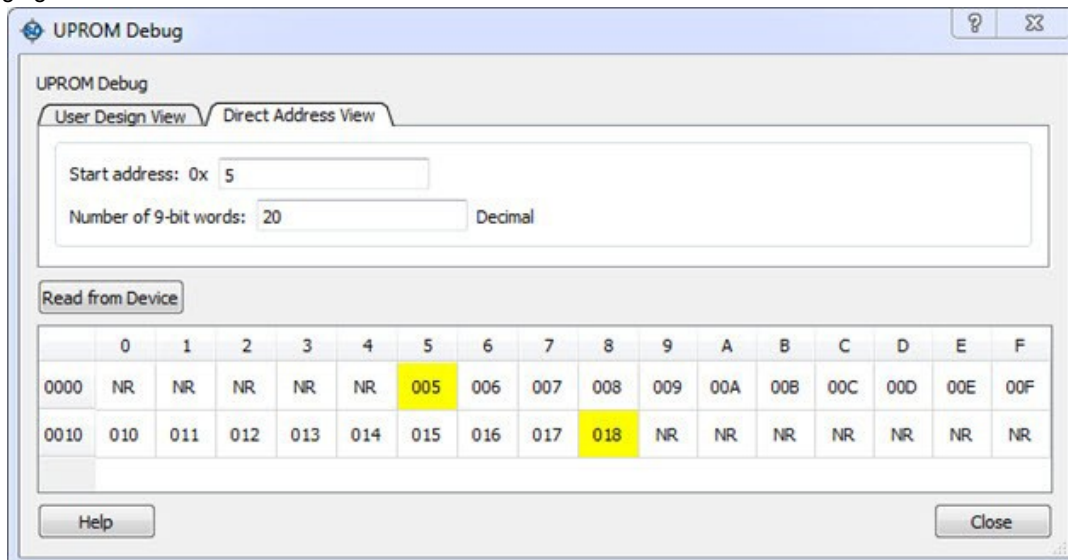 UPROM Debug
UPROM Debug
User Design View Direct Address View
Start address: 0x 5
Number of 9-bit words: 20 Decimal
Read from Device
0 1 2 3 4 5 6 7 8 9 A B C D E F
0000 NR NR NR NR NR 005 006 007 008 009 00A 00B 00C 00D 00E 00F
0010 010 011 012 013 014 015 016 017 018 NR NR NR NR NR NR NR
Help Close